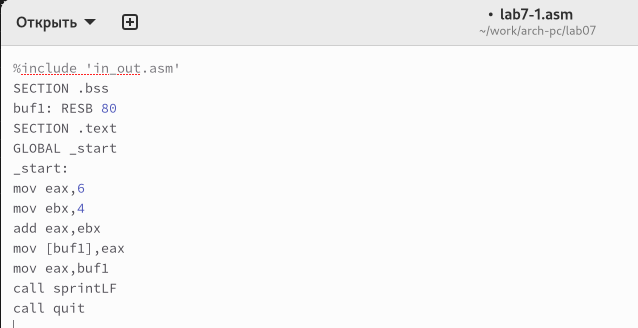 Открыть
• lab7-1.asm
~/work/arch-pc/lab07
%include 'in_out.asm'
SECTION .bss
buf1: RESB 80
SECTION .text
GLOBAL _start
_start:
mov eax,6
mov ebx,4
add eax,ebx
mov [buf1],eax
mov eax,buf1
call sprintLF
call quit